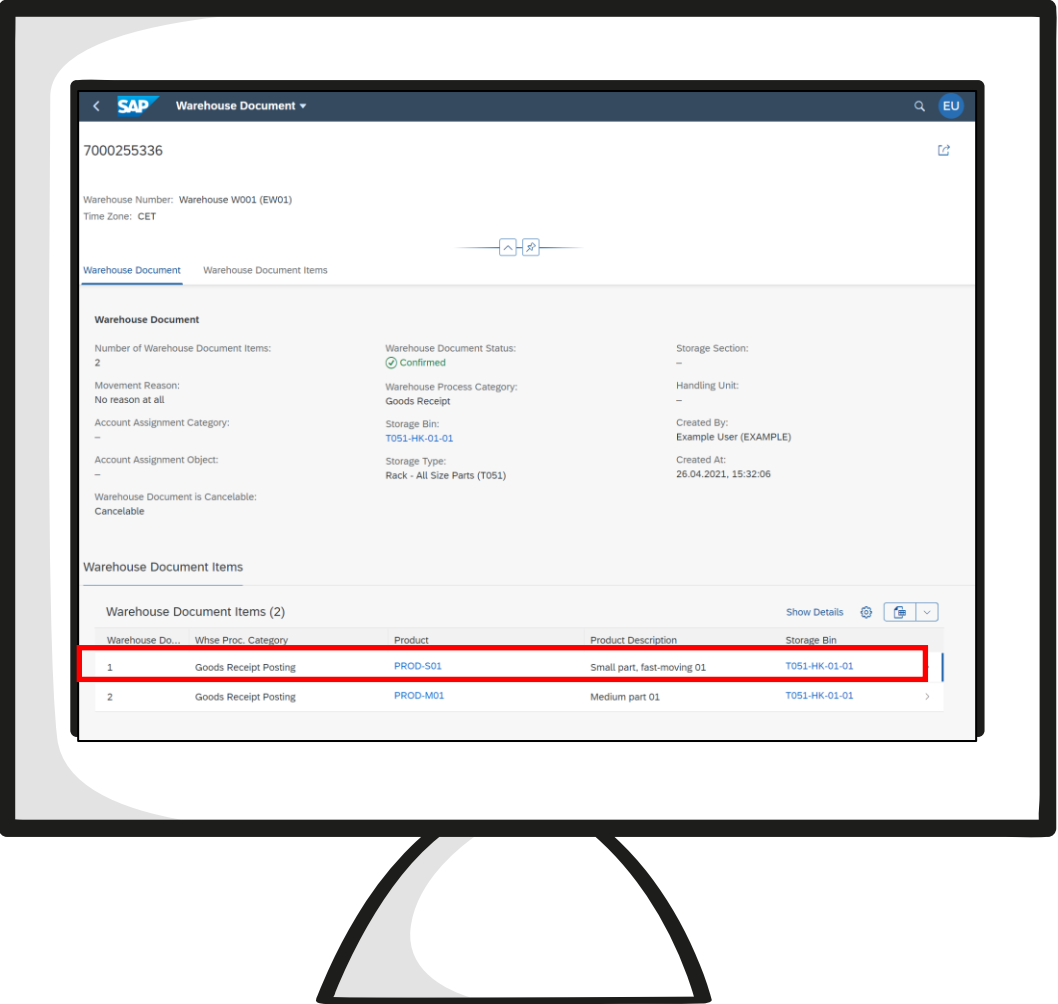 SAP Warehouse Document EU
7000255336
Warehouse Number: Warehouse W001 (EW01)
Time Zone: CET
Warehouse Document Warehouse Document Items
Warehouse Document
Number of Warehouse Document Items: Warehouse Document Status: Storage Section:
2 Confirmed –
Movement Reason: Warehouse Process Category: Handling Unit:
No reason at all Goods Receipt –
Account Assignment Category: Storage Bin: Created By:
– T051-HK-01-01 Example User (EXAMPLE)
Account Assignment Object: Storage Type: Created At:
– Rack - All Size Parts (T051) 26.04.2021, 15:32:06
Warehouse Document is Cancelable:
Cancelable
Warehouse Document Items
Warehouse Document Items (2) Show Details
Warehouse Do... Whse Proc. Category Product Product Description Storage Bin
1 Goods Receipt Posting PROD-S01 Small part, fast-moving 01 T051-HK-01-01
2 Goods Receipt Posting PROD-M01 Medium part 01 T051-HK-01-01